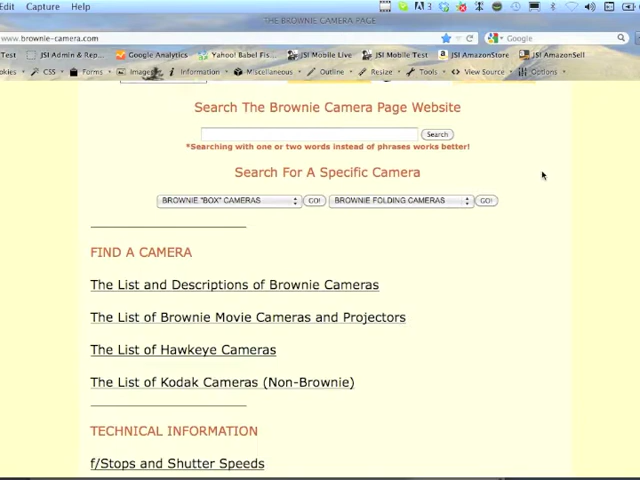 Edit Capture Help
THE BROWNIE CAMERA PAGE
www.brownie-camera.com Google
Test JSI Admin & Rep... Google Analytics Yahoo! Babel Fis... JSI Mobile Live JSI Mobile Test JSI AmazonStore JSI AmazonSell
okies CSS Forms Images Information Miscellaneous Outline Resize Tools View Source Options
Search The Brownie Camera Page Website
Search
*Searching with one or two words instead of phrases works better!
Search For A Specific Camera
BROWNIE "BOX" CAMERAS GO! BROWNIE FOLDING CAMERAS GO!
FIND A CAMERA
The List and Descriptions of Brownie Cameras
The List of Brownie Movie Cameras and Projectors
The List of Hawkeye Cameras
The List of Kodak Cameras (Non-Brownie)
TECHNICAL INFORMATION
f/Stops and Shutter Speeds